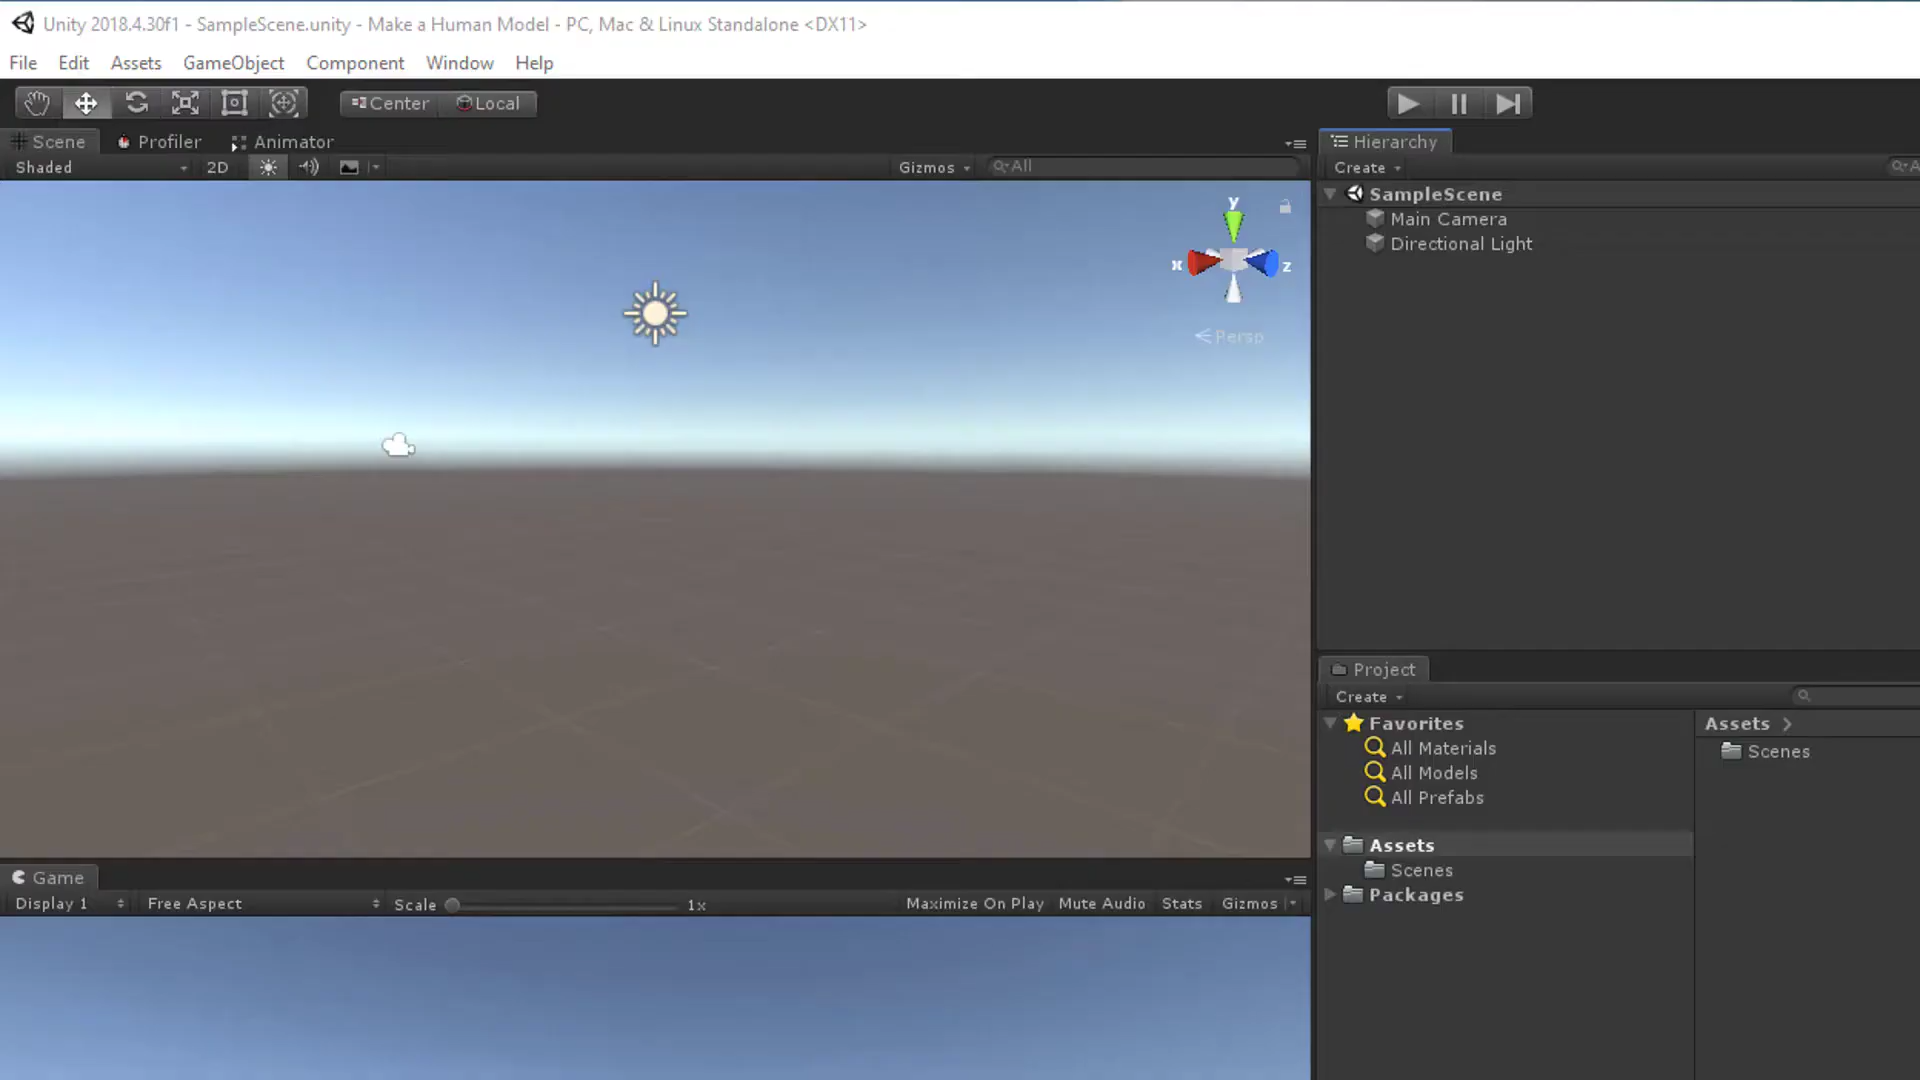 Unity 2018.4.30f1 - SampleScene.unity - Make a Human Model - PC, Mac & Linux Standalone <DX11>
File Edit Assets GameObject Component Window Help
Center Local
Scene Profiler Animator
Shaded 2D Gizmos All
y
x z
Persp
Hierarchy
Create
SampleScene
Main Camera
Directional Light
Project
Create
Favorites
All Materials
All Models
All Prefabs
Assets
Scenes
Packages
Assets
Scenes
Game
Display 1 Free Aspect Scale 1x Maximize On Play Mute Audio Stats Gizmos